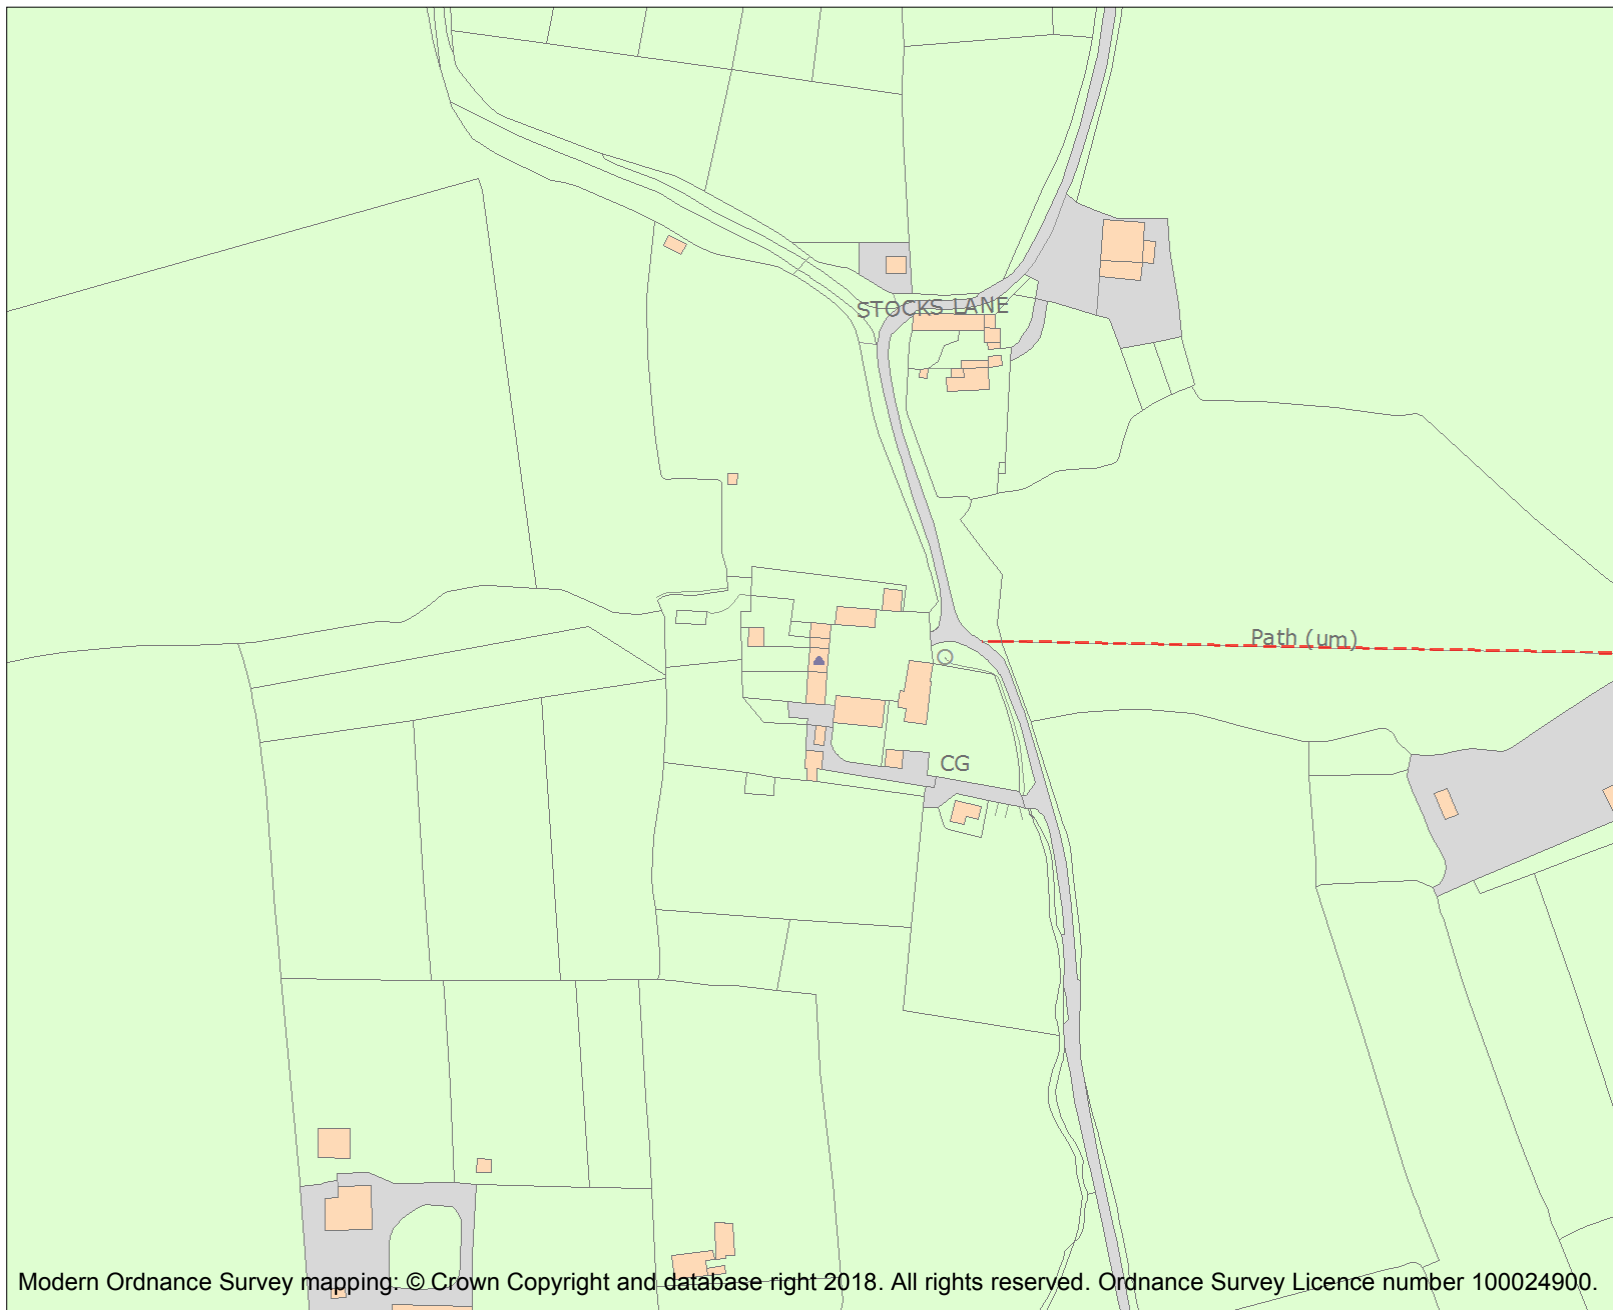 STOCKS LANE
Path (um)
CG
Modern Ordnance Survey mapping: © Crown Copyright and database right 2018. All rights reserved. Ordnance Survey Licence number 100024900.